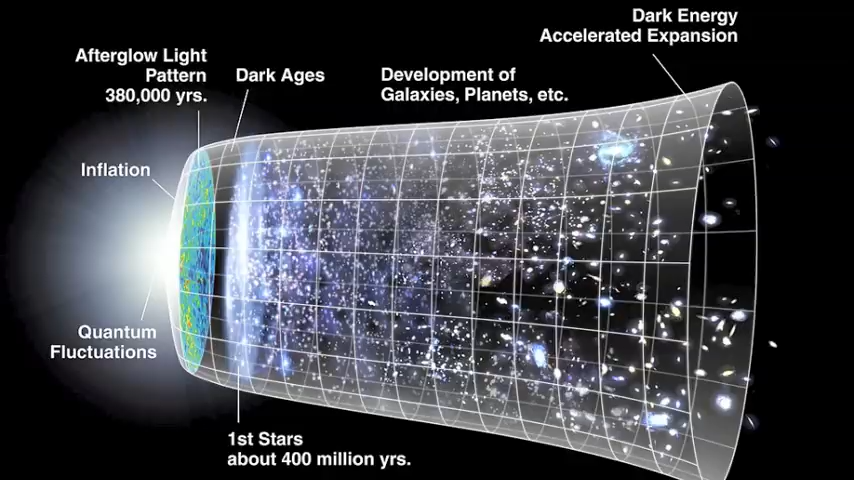 Dark Energy
Accelerated Expansion
Afterglow Light
Pattern
380,000 yrs.
Dark Ages
Development of
Galaxies, Planets, etc.
Inflation
Quantum
Fluctuations
1st Stars
about 400 million yrs.